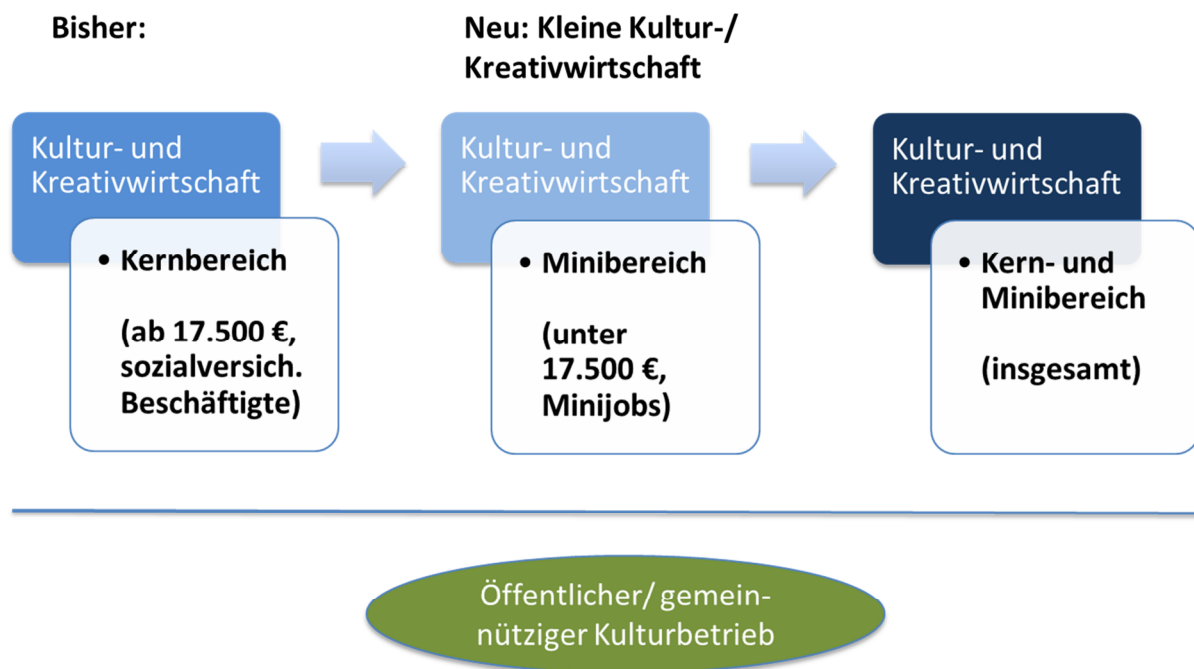 Bisher:
Neu: Kleine Kultur-/
Kreativwirtschaft
Kultur- und
Kreativwirtschaft
• Kernbereich
(ab 17.500 €,
sozialversich.
Beschäftigte)
Kultur- und
Kreativwirtschaft
• Minibereich
(unter
17.500 €,
Minijobs)
Kultur- und
Kreativwirtschaft
• Kern- und
Minibereich
(insgesamt)
Öffentlicher/ gemein-
nütziger Kulturbetrieb